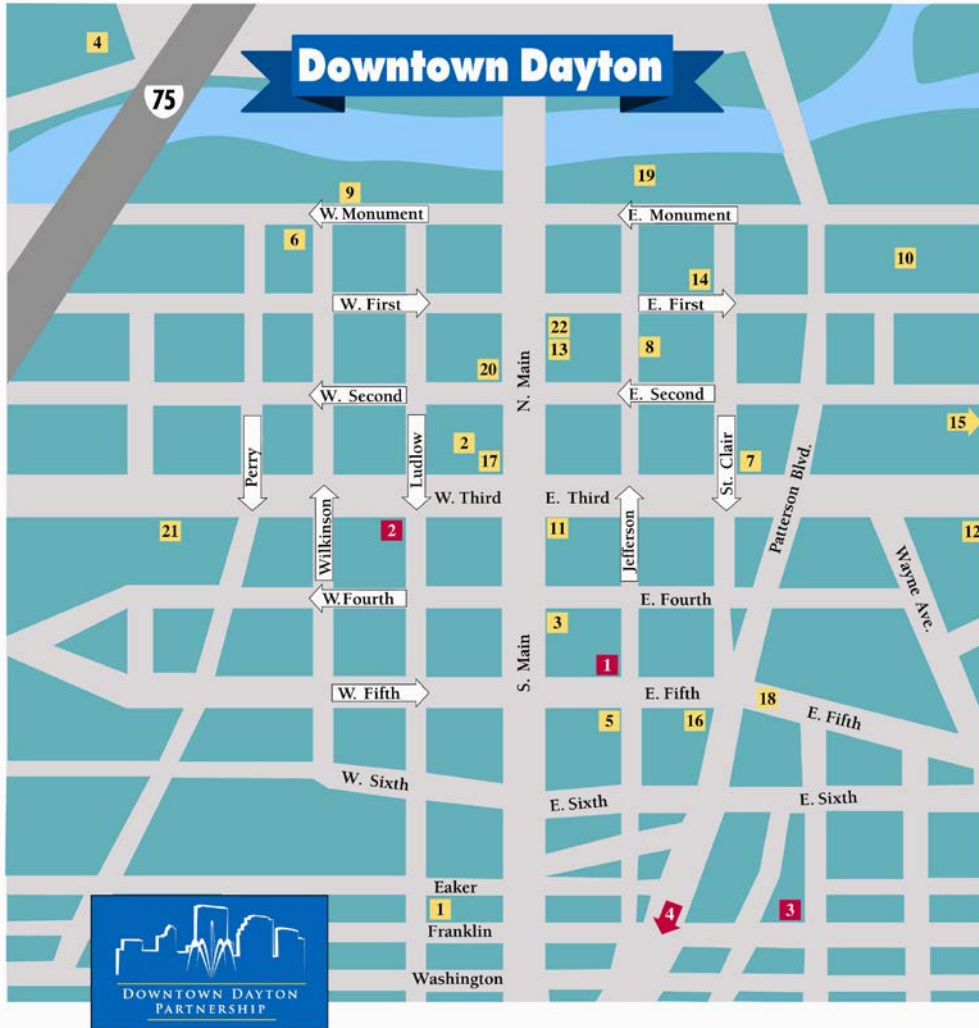 Downtown Dayton
4
75
19
9
W. Monument
E. Monument
6
10
14
W. First
E. First
22
13
8
20
N. Main
W. Second
E. Second
15
Perry
Ludlow
St. Clair
2
17
7
W. Third
E. Third
Patterson Blvd.
21
Wilkinson
2
11
Jefferson
12
Wayne Ave.
W. Fourth
E. Fourth
3
1
S. Main
W. Fifth
E. Fifth
18
E. Fifth
5
16
W. Sixth
E. Sixth
E. Sixth
Eaker
1
4
3
Franklin
Washington
DOWNTOWN DAYTON
PARTNERSHIP